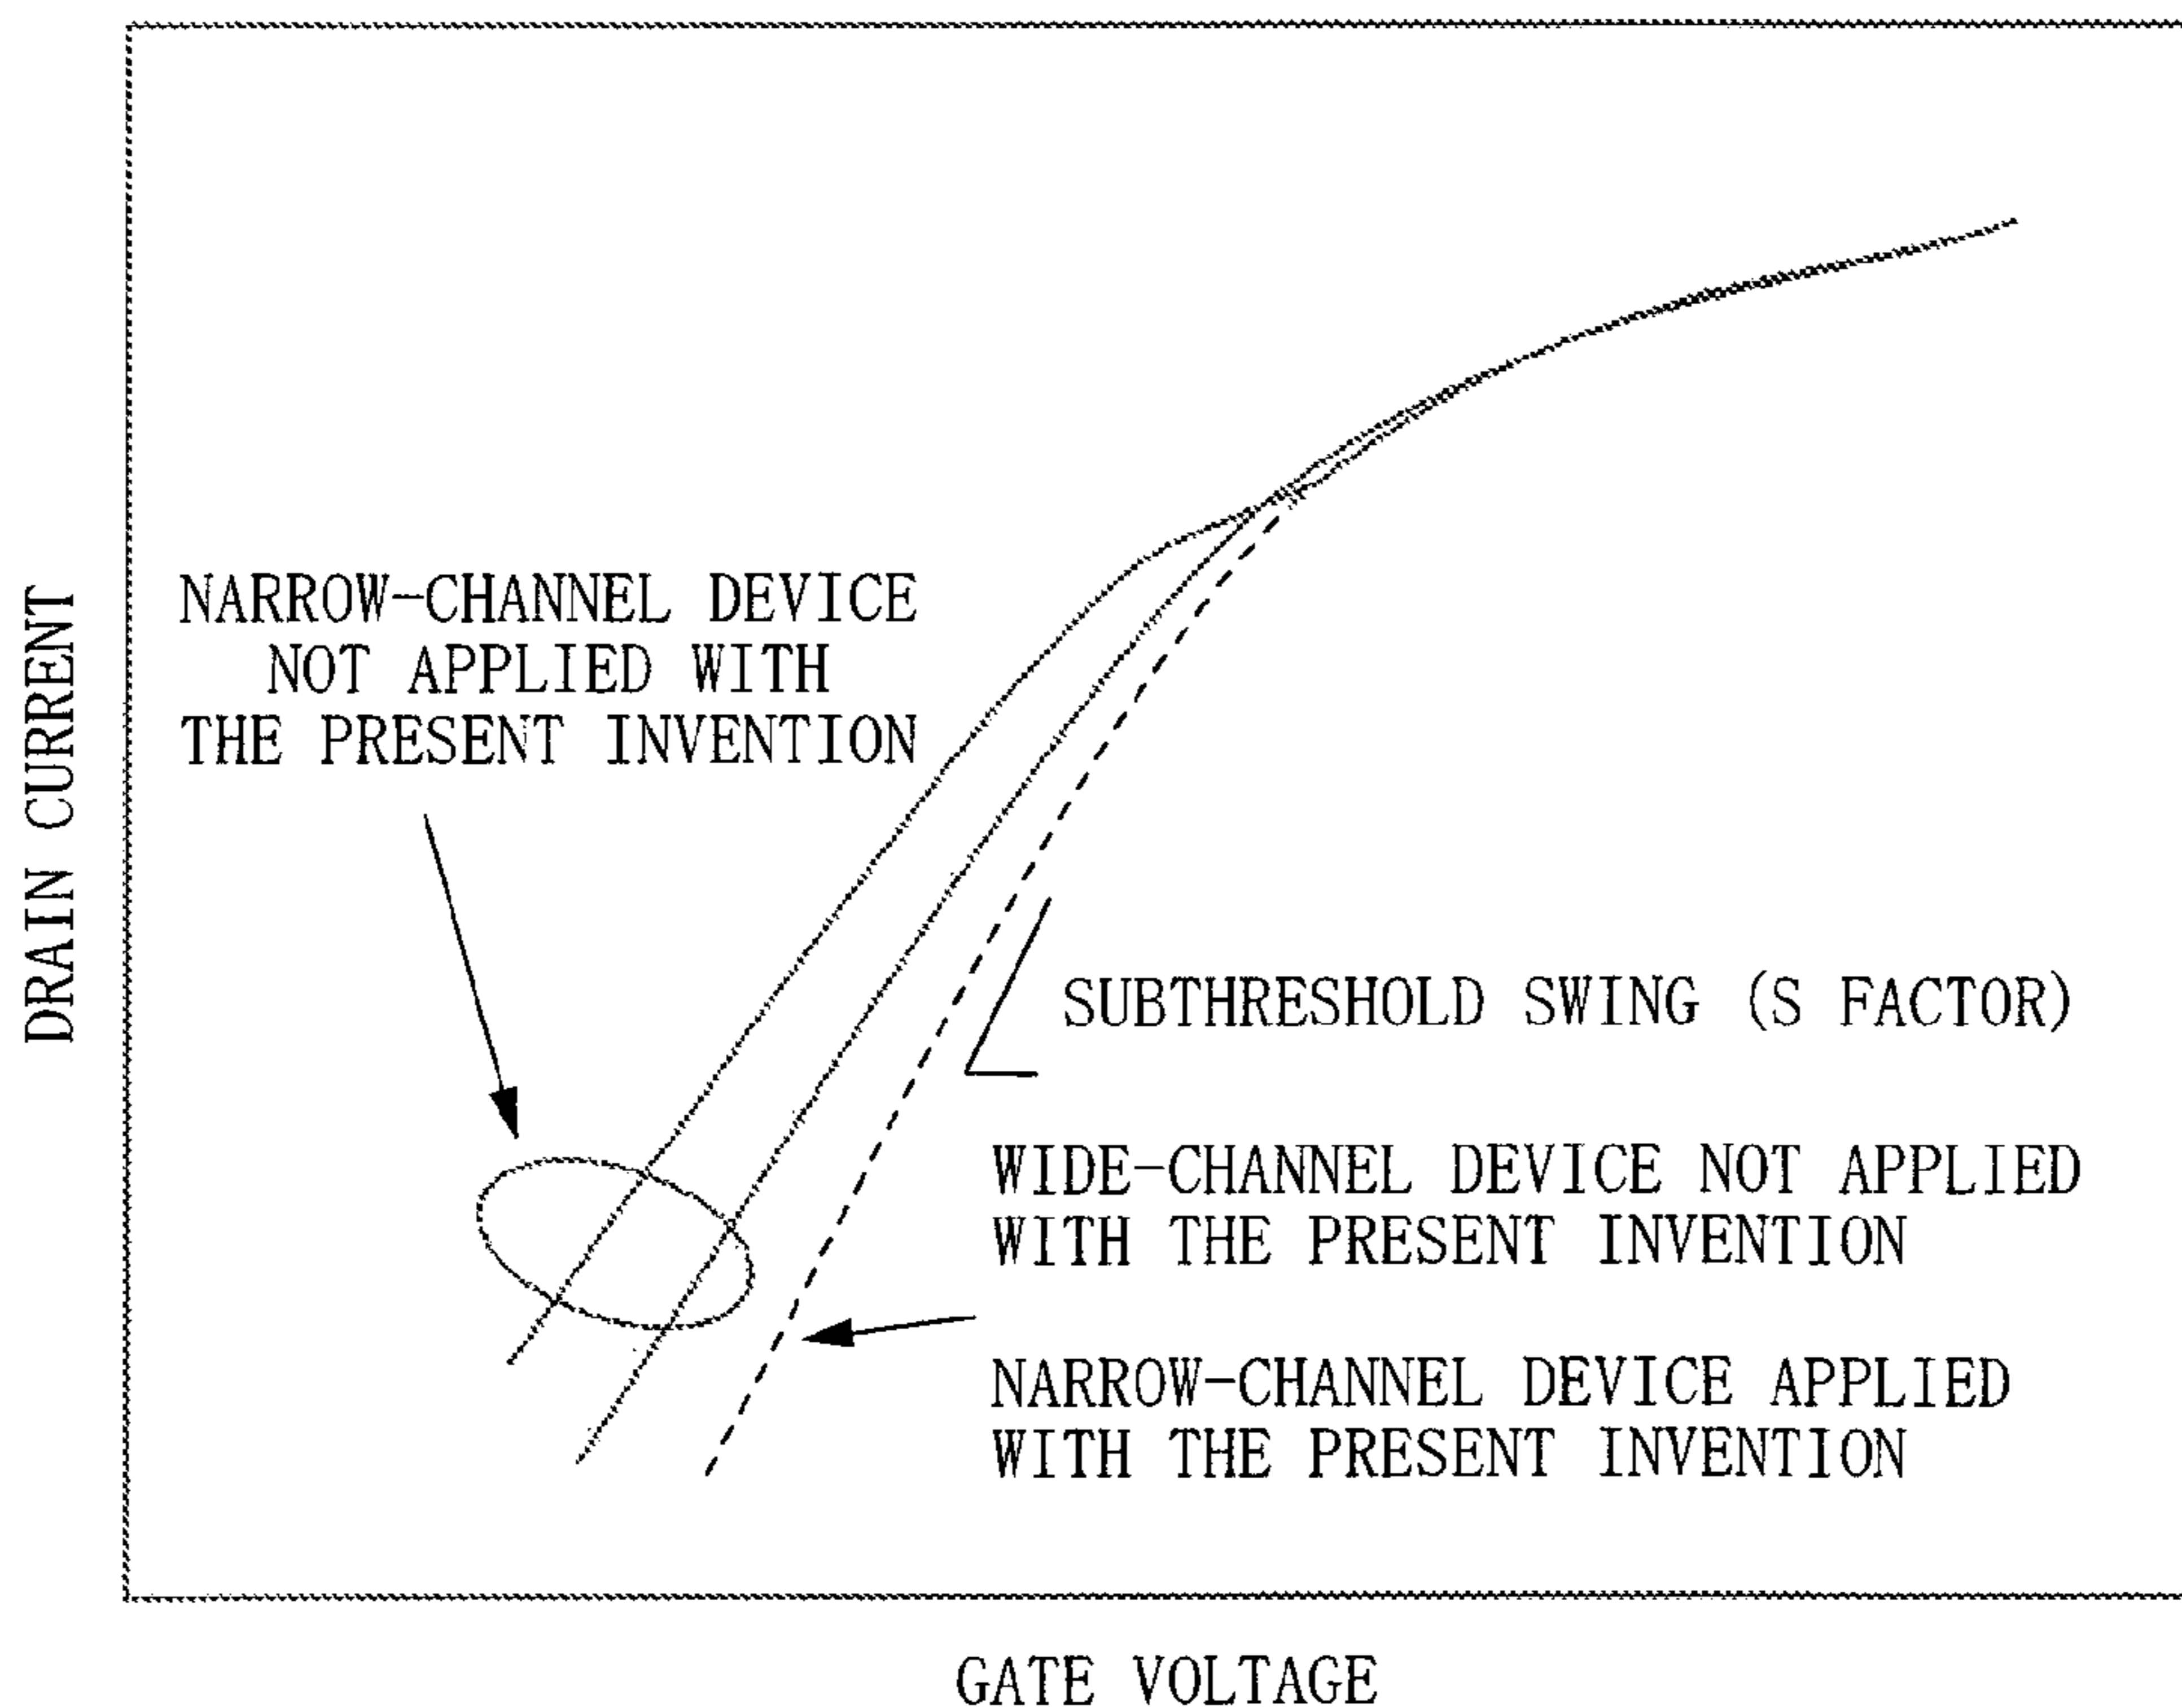 DRAIN CURRENT
NARROW-CHANNEL DEVICE
NOT APPLIED WITH
THE PRESENT INVENTION
SUBTHRESHOLD SWING (S FACTOR)
WIDE-CHANNEL DEVICE NOT APPLIED
WITH THE PRESENT INVENTION
NARROW-CHANNEL DEVICE APPLIED
WITH THE PRESENT INVENTION
GATE VOLTAGE